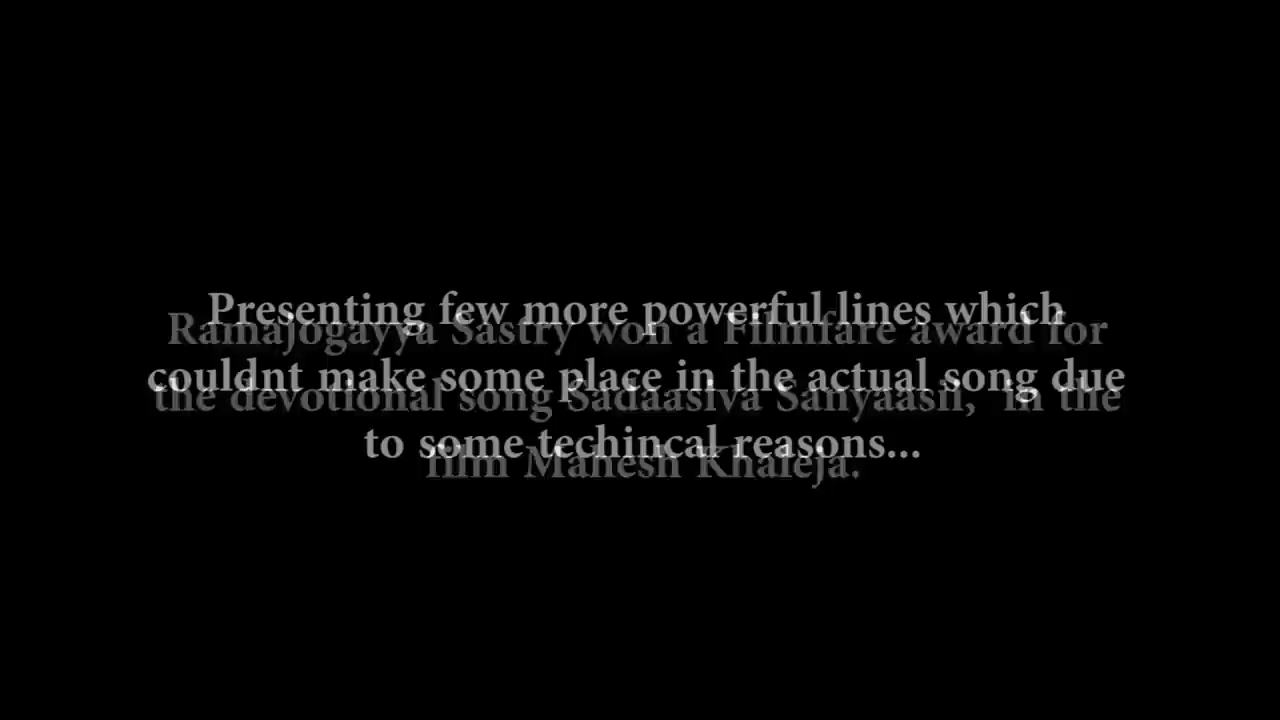 Presenting few more powerful lines which
Ramajogayya Sastry won a Filmfare award for
couldnt make some place in the actual song due
the devotional song Sadaasiva Sanyaasii, in the
to some techincal reasons...
film Mahesh Khaleja.